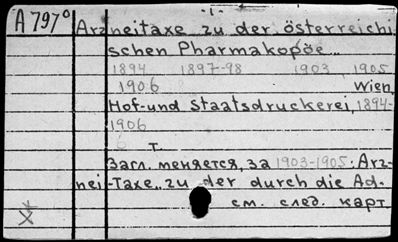 A 797⁰ Arzneitaxe zu der österreichi
schen Pharmakopöe...
1894 1897-98 1903 1905
1906 Wien,
Hof-und Staatsdruckerei, 1894-
1906
T.
Загл. меняется, за 1903-1905: Arz-
nei-Taxe zu der durch die Ad-
см. след. карт.